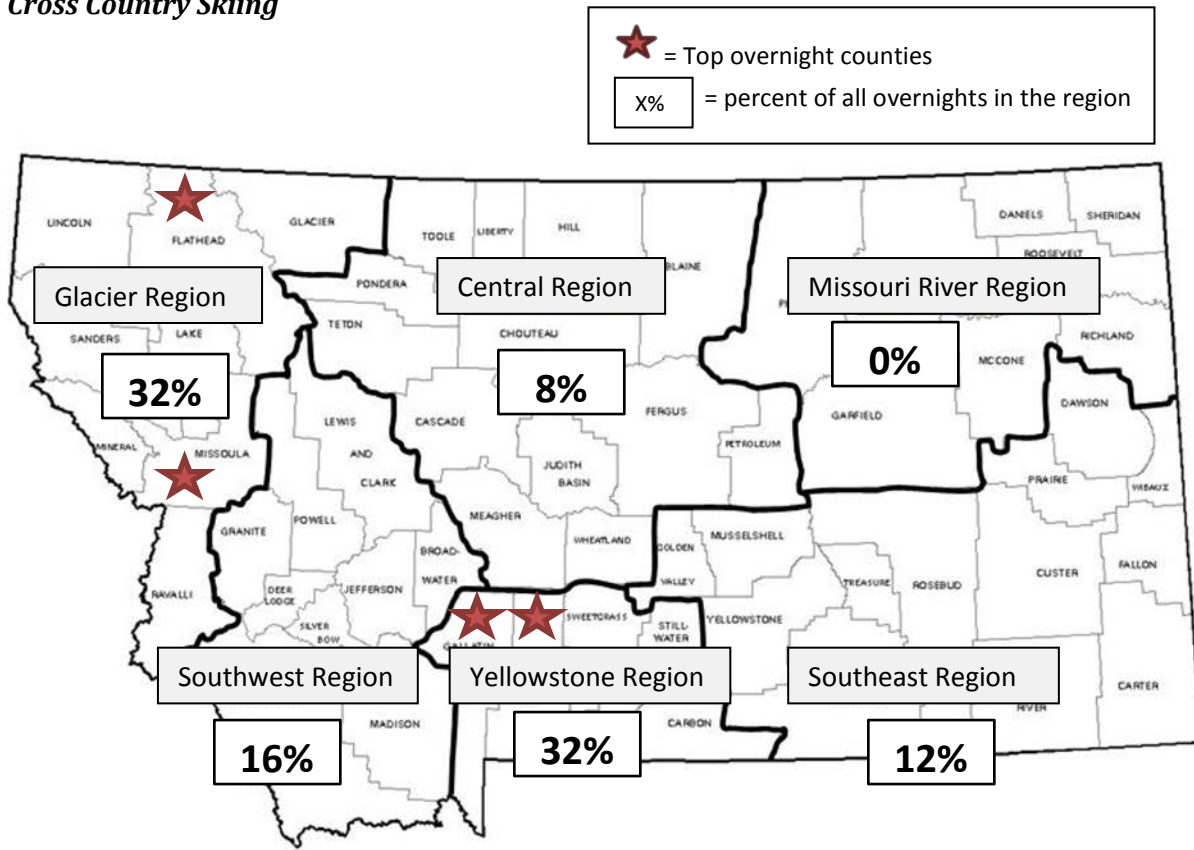 Cross Country Skiing
= Top overnight counties
X%
= percent of all overnights in the region
LINCOLN
FLATHEAD
GLACIER
TOOLE
LIBERTY
HILL
BLAINE
DANIELS
SHERIDAN
ROOSEVELT
Glacier Region
PONDERA
Central Region
Missouri River Region
SANDERS
LAKE
TETON
CHOUTEAU
RICHLAND
32%
8%
0%
MCCONE
LEWIS
AND
CLARK
CASCADE
FERGUS
GARFIELD
DAWSON
MINERAL
MISSOULA
JUDITH
BASIN
PETROLEUM
PRAIRIE
WIBAUX
GRANITE
POWELL
MEAGHER
WHEATLAND
GOLDEN
VALLEY
MUSSELSHELL
BROAD-
WATER
RAVALLI
DEER
LODGE
JEFFERSON
SILVER
BOW
TREASURE
ROSEBUD
CUSTER
FALLON
GALLATIN
SWEETGRASS
STILL-
WATER
YELLOWSTONE
Southwest Region
Yellowstone Region
Southeast Region
CARTER
RIVER
MADISON
CARBON
16%
32%
12%